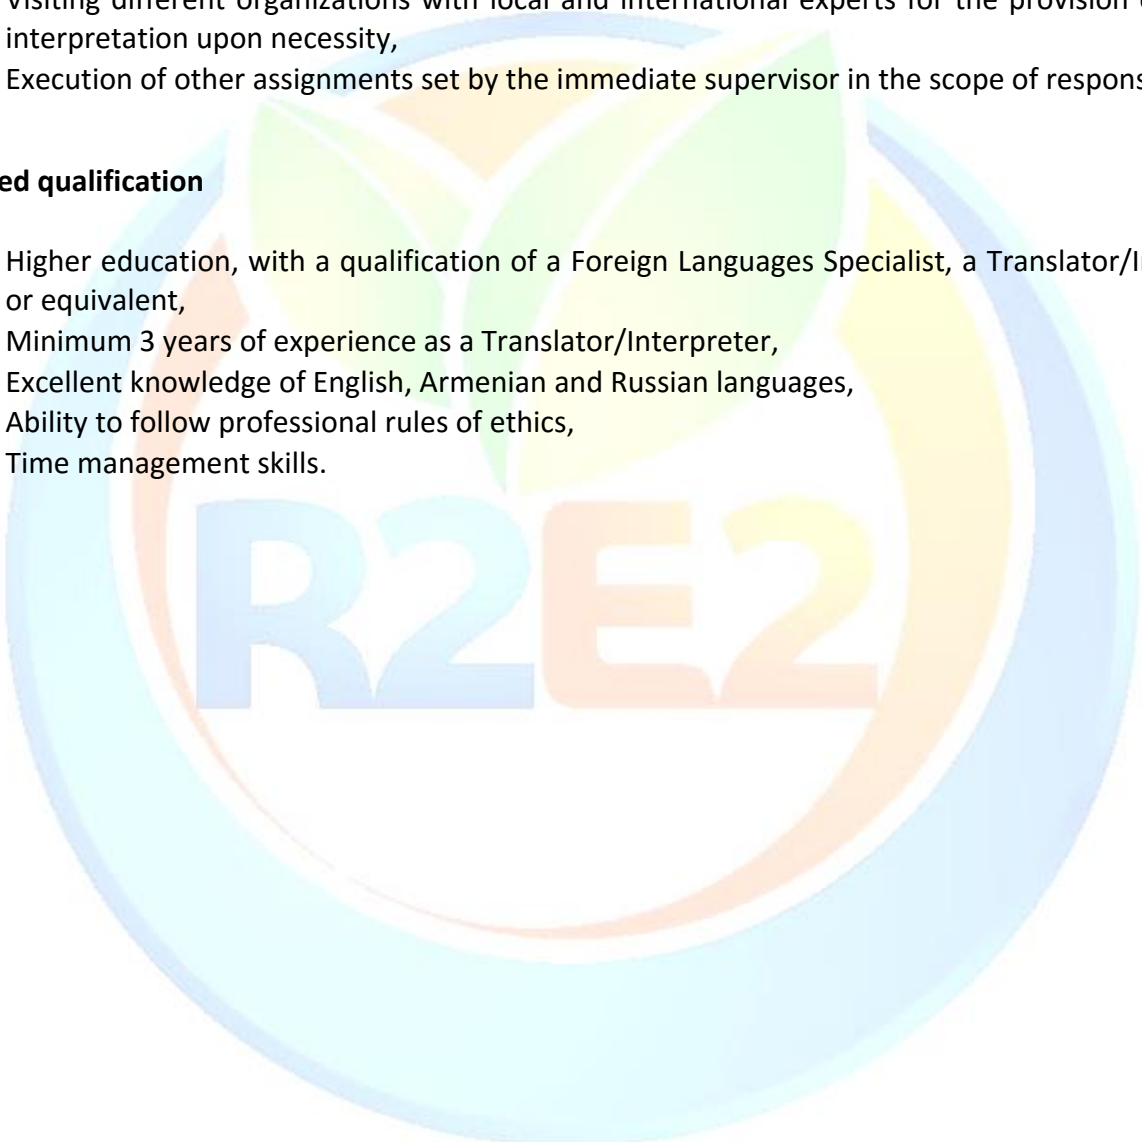 Visiting different organizations with local and international experts for the provision
interpretation upon necessity,
Execution of other assignments set by the immediate supervisor in the scope of
ed qualification
Higher education, with a qualification of a Foreign Languages Specialist, a
or equivalent,
Minimum 3 years of experience as a Translator/Interpreter,
Excellent knowledge of English, Armenian and Russian languages,
Ability to follow professional rules of ethics,
Time management skills.
R2E2